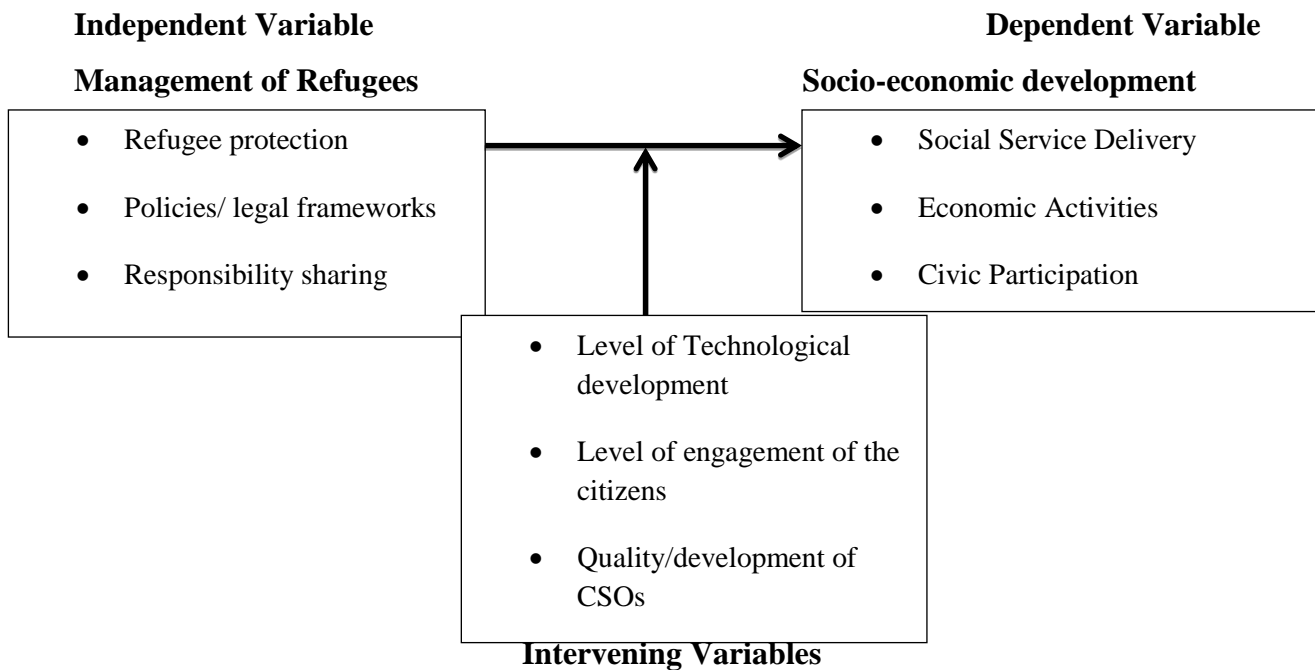 Independent Variable
Dependent Variable
Management of Refugees
Socio-economic development
• Refugee protection
• Policies/ legal frameworks
• Responsibility sharing
• Social Service Delivery
• Economic Activities
• Civic Participation
• Level of Technological
development
• Level of engagement of the
citizens
• Quality/development of
CSOs
Intervening Variables